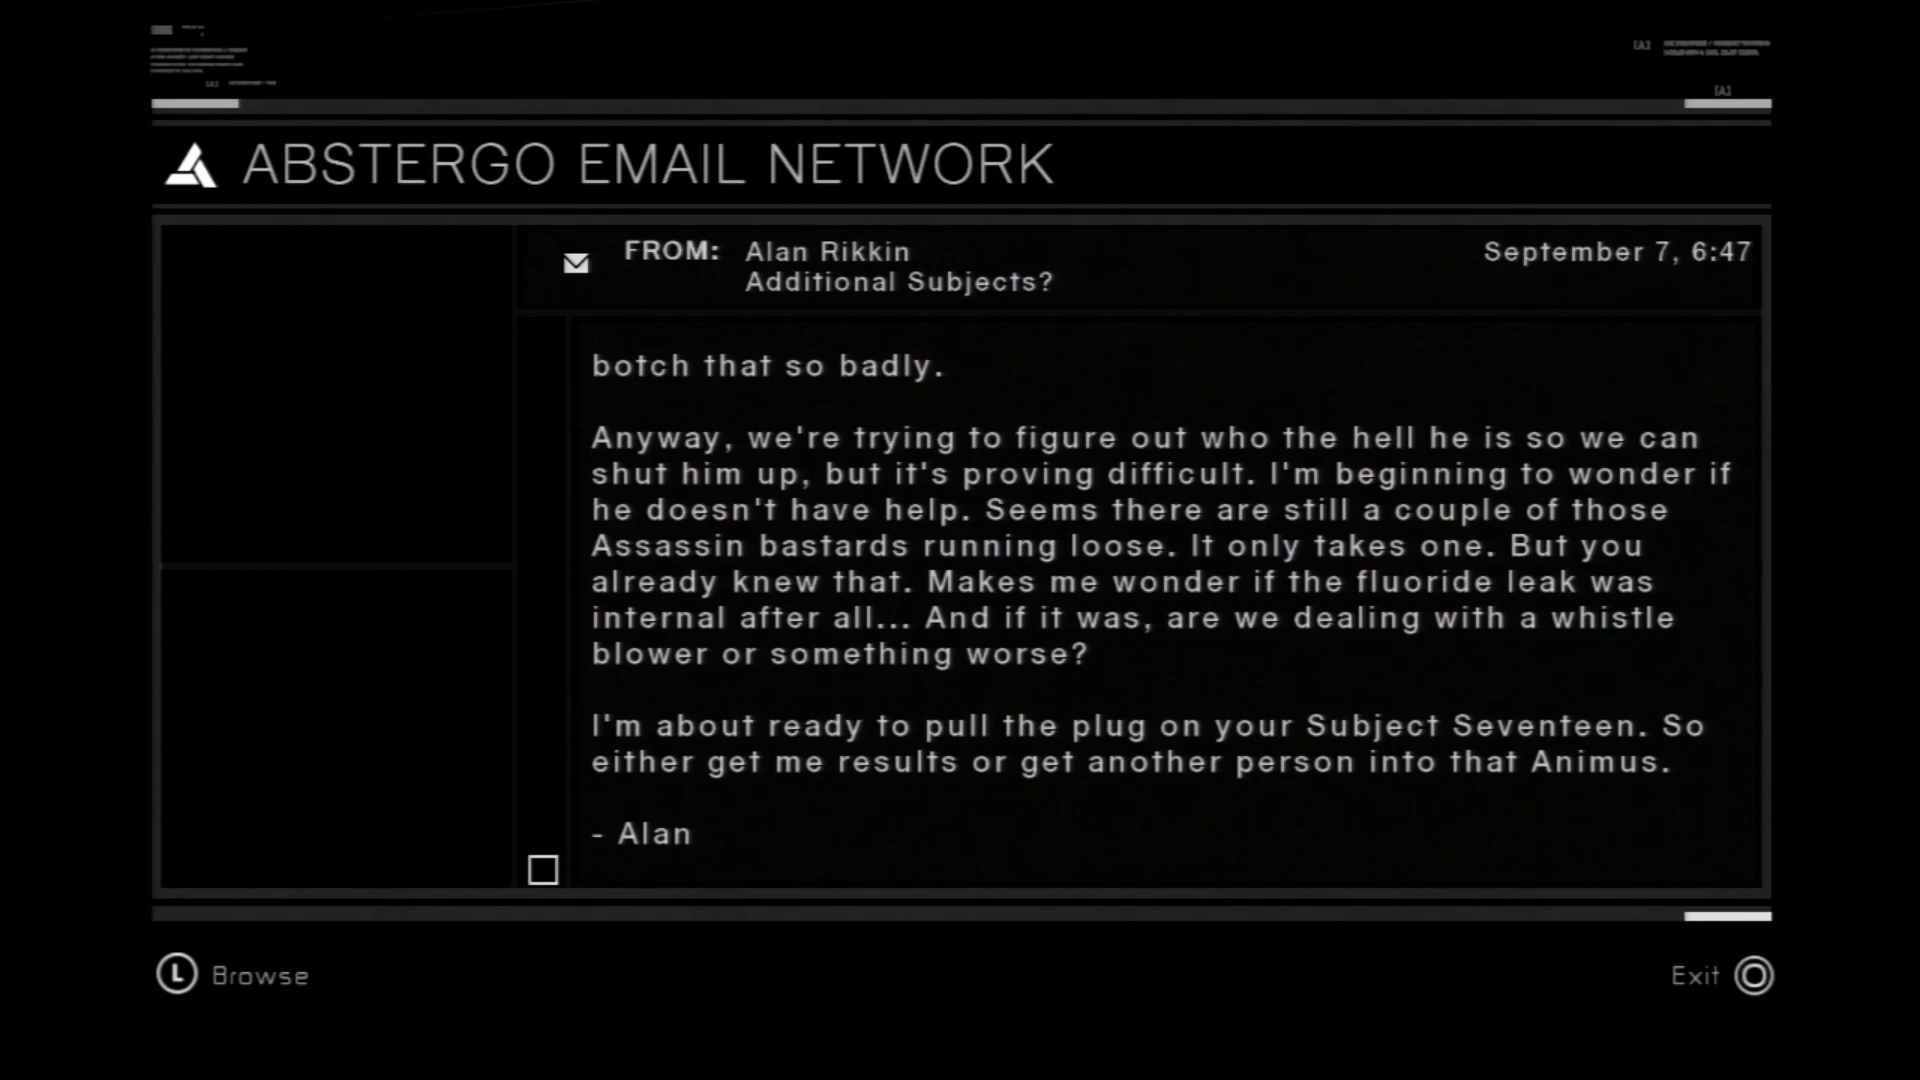 [A]
[A]
[A]
ABSTERGO EMAIL NETWORK
FROM: Alan Rikkin
September 7, 6:47
Additional Subjects?
botch that so badly.
Anyway, we're trying to figure out who the hell he is so we can
shut him up, but it's proving difficult. I'm beginning to wonder if
he doesn't have help. Seems there are still a couple of those
Assassin bastards running loose. It only takes one. But you
already knew that. Makes me wonder if the fluoride leak was
internal after all... And if it was, are we dealing with a whistle
blower or something worse?
I'm about ready to pull the plug on your Subject Seventeen. So
either get me results or get another person into that Animus.
- Alan
L Browse
Exit